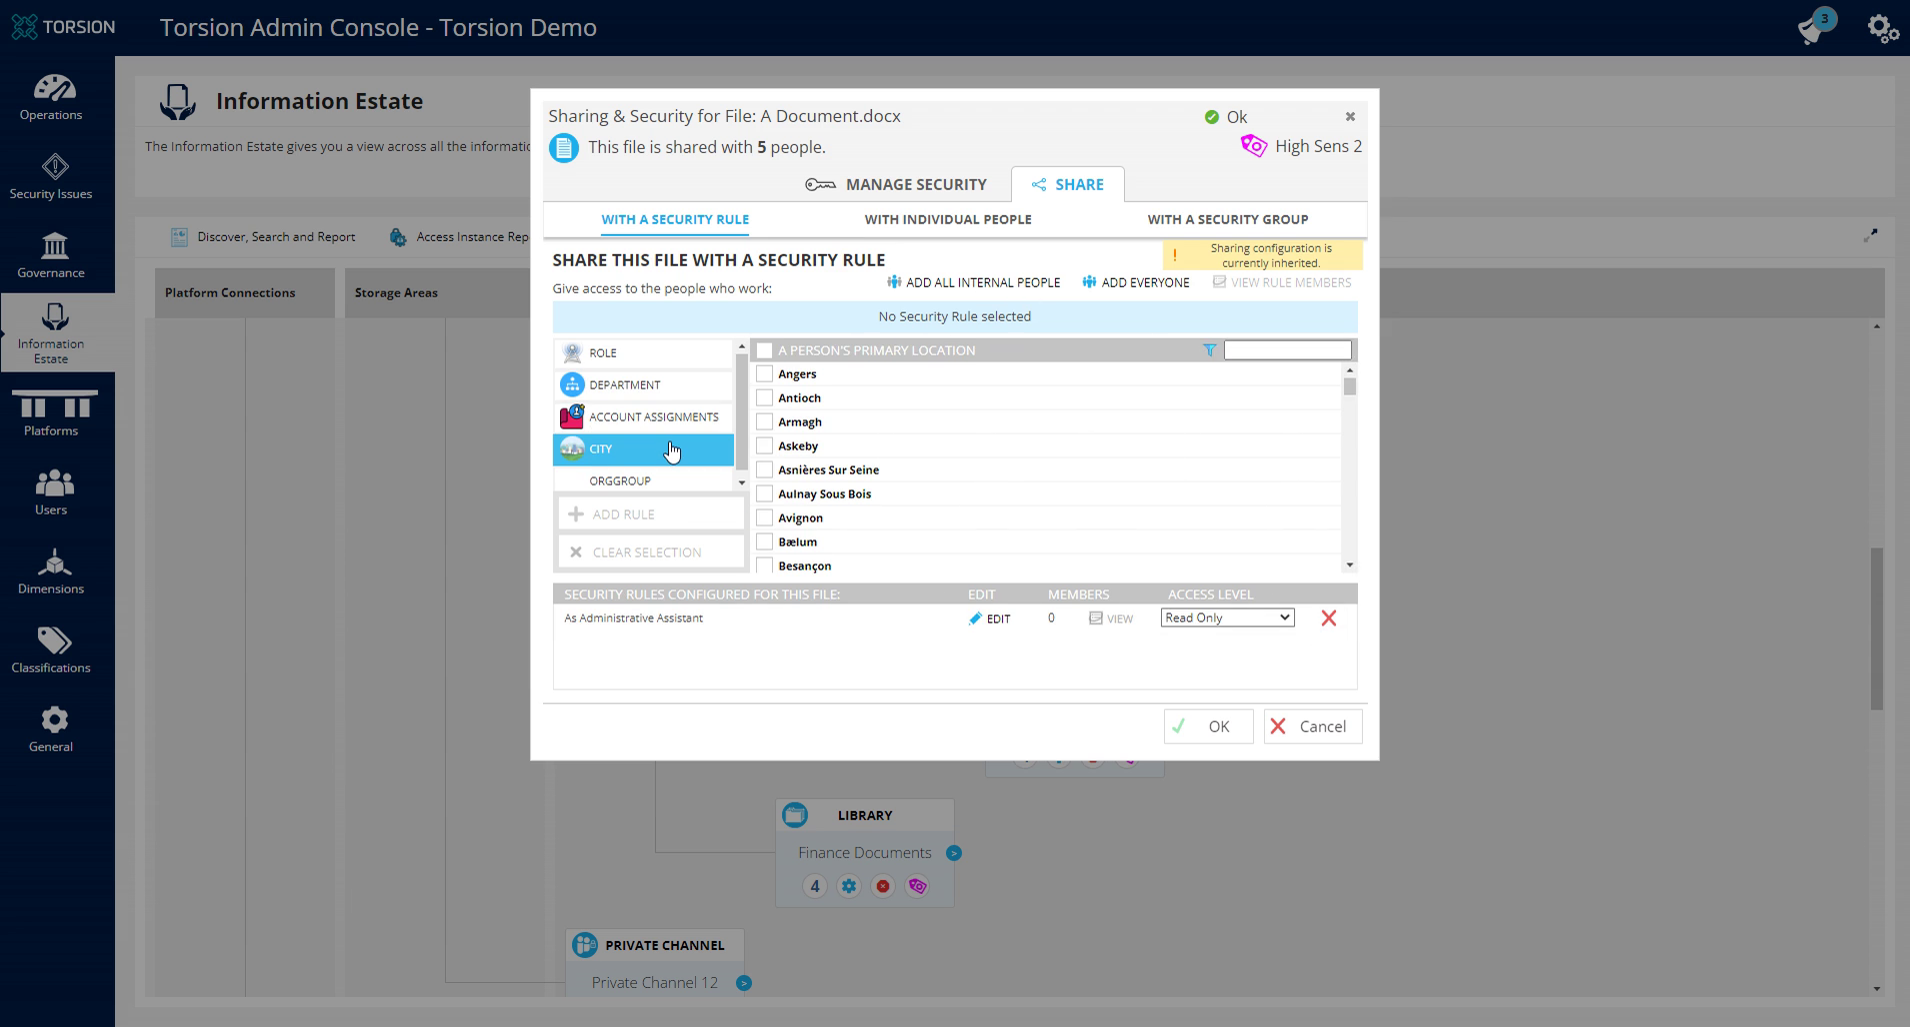 TORSION
Torsion Admin Console - Torsion Demo
3
Operations
Security Issues
Governance
Information
Estate
Platforms
Users
Dimensions
Classifications
General
Information Estate
The Information Estate gives you a view across all the informatio
Discover, Search and Report
Access Instance Rep
Platform Connections
Storage Areas
Sharing & Security for File: A Document.docx
Ok
This file is shared with 5 people.
High Sens 2
MANAGE SECURITY
SHARE
WITH A SECURITY RULE
WITH INDIVIDUAL PEOPLE
WITH A SECURITY GROUP
! Sharing configuration is
currently inherited.
SHARE THIS FILE WITH A SECURITY RULE
Give access to the people who work:
ADD ALL INTERNAL PEOPLE
ADD EVERYONE
VIEW RULE MEMBERS
No Security Rule selected
ROLE
DEPARTMENT
ACCOUNT ASSIGNMENTS
CITY
ORGGROUP
ADD RULE
CLEAR SELECTION
A PERSON'S PRIMARY LOCATION
Angers
Antioch
Armagh
Askeby
Asnières Sur Seine
Aulnay Sous Bois
Avignon
Bælum
Besançon
SECURITY RULES CONFIGURED FOR THIS FILE:
EDIT
MEMBERS
ACCESS LEVEL
As Administrative Assistant
EDIT
0
VIEW
Read Only
OK
Cancel
LIBRARY
Finance Documents
4
PRIVATE CHANNEL
Private Channel 12